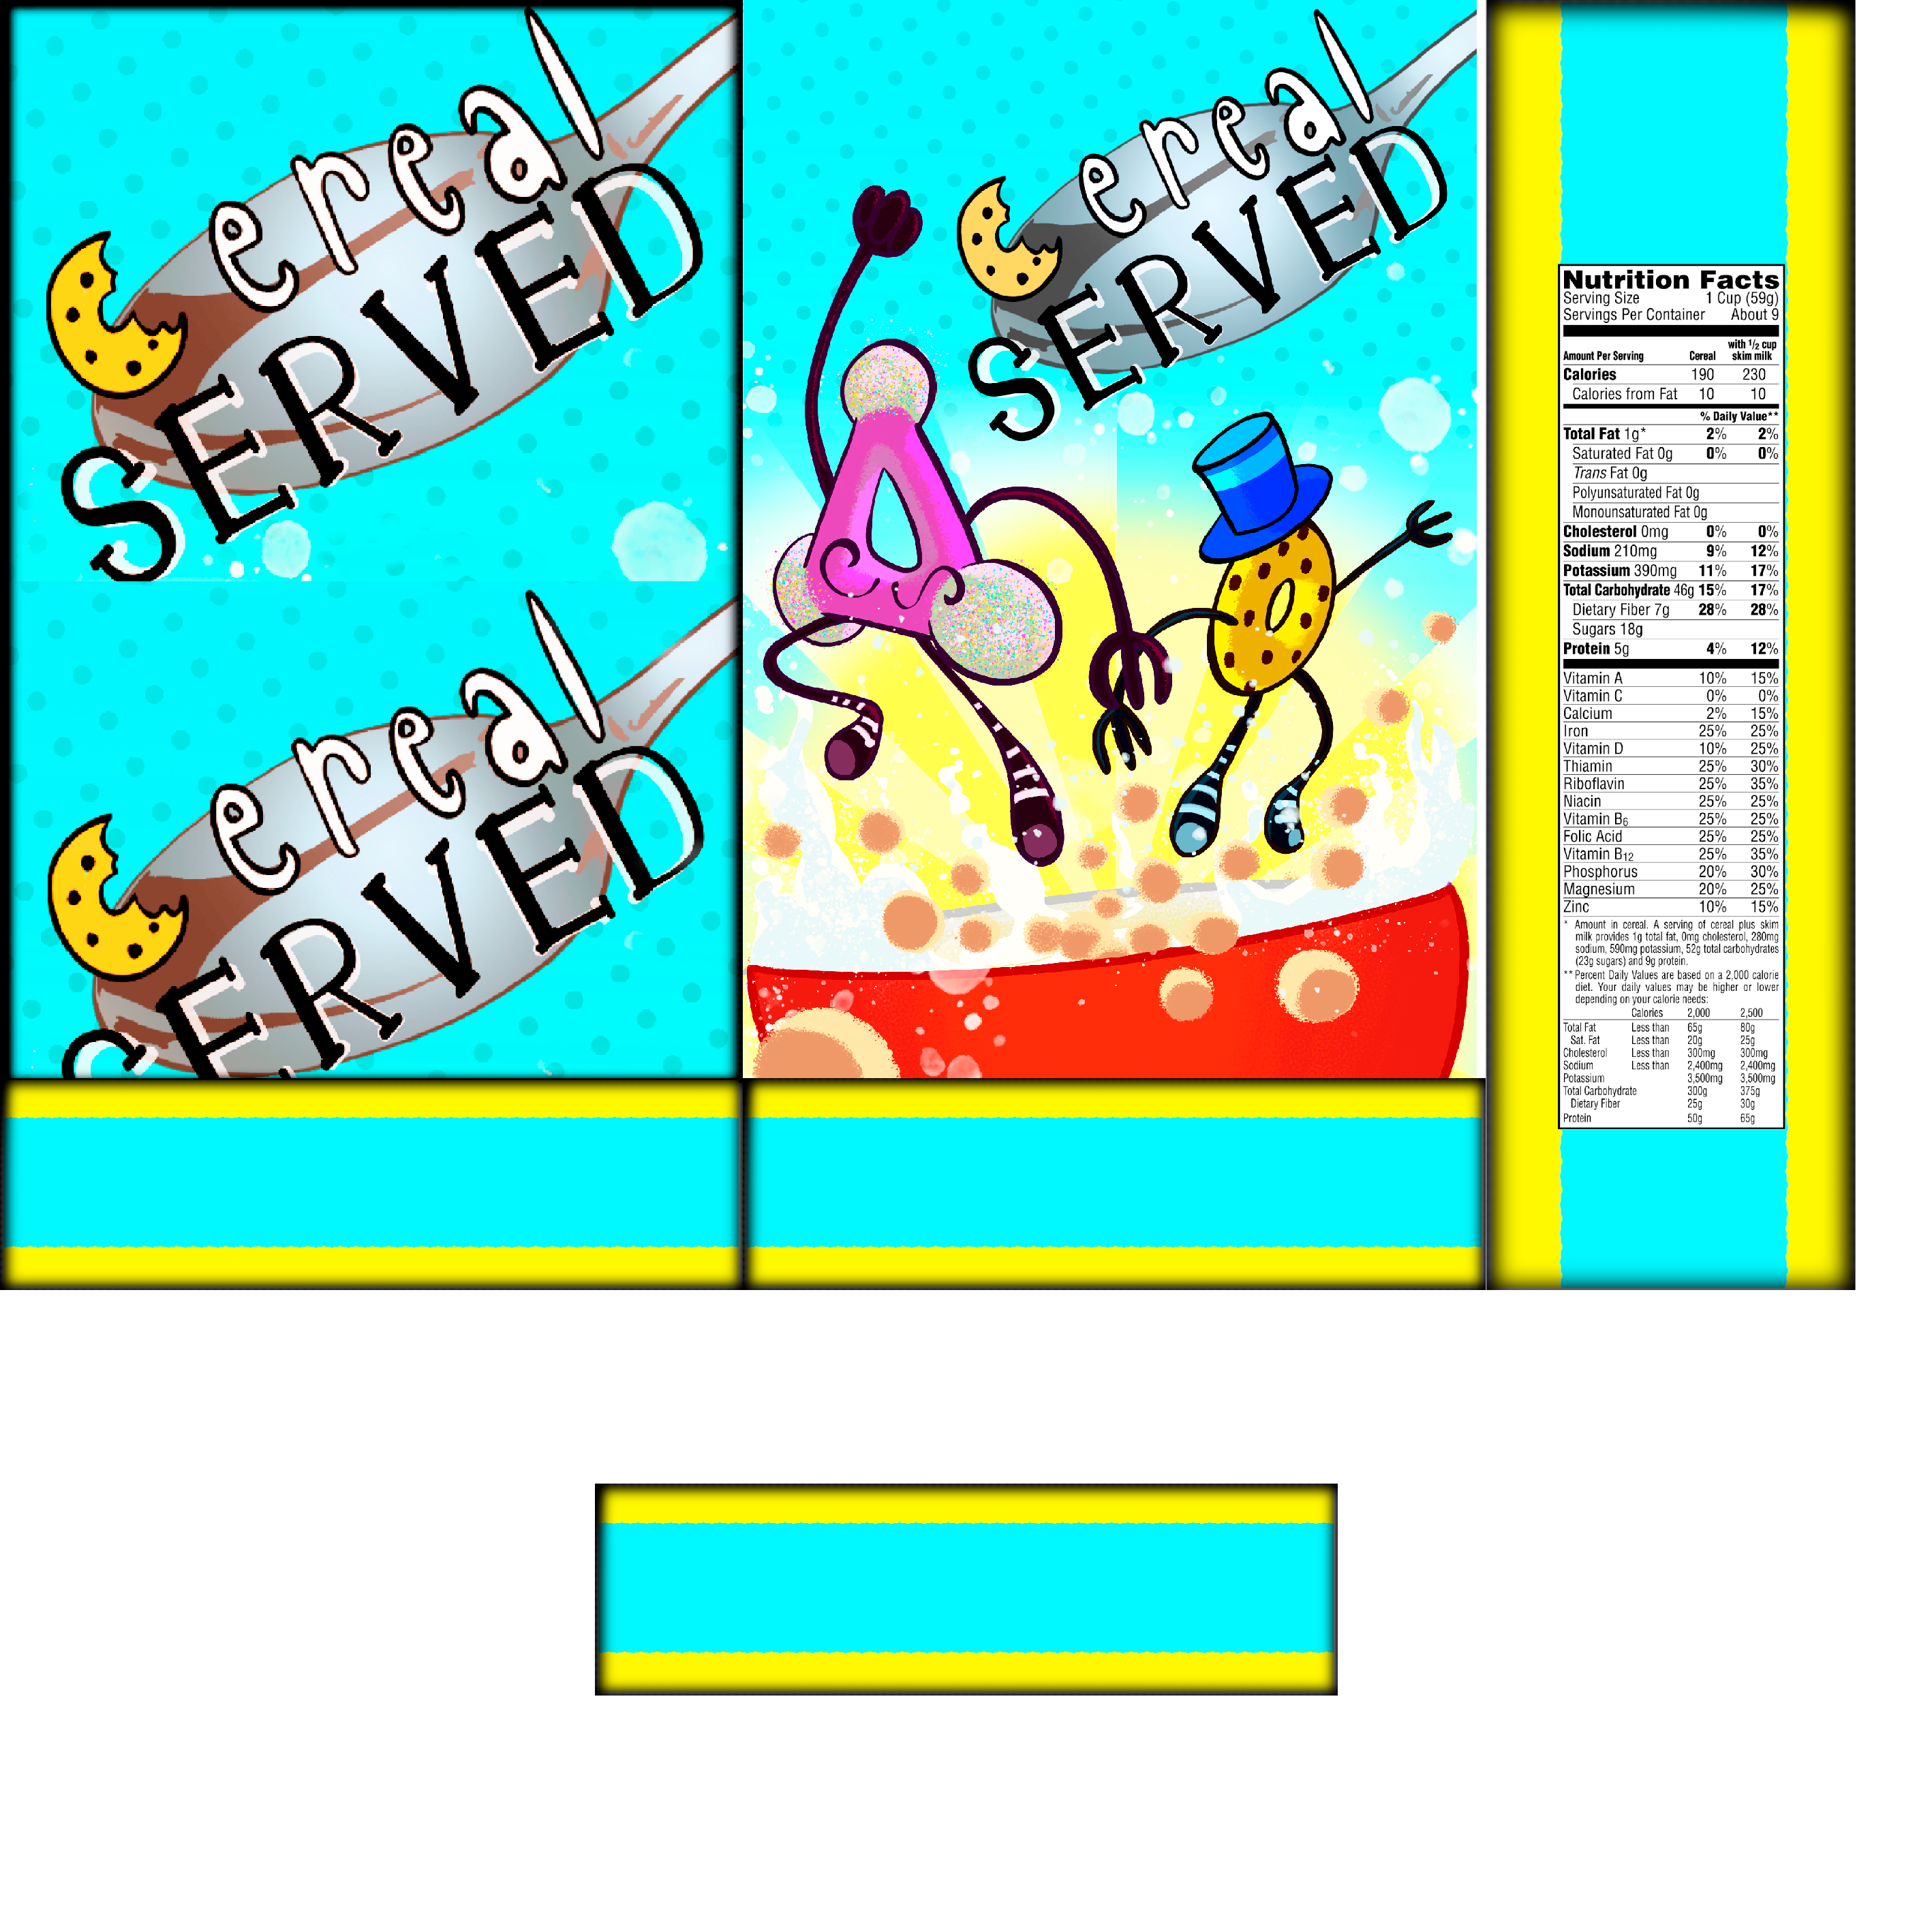 Cereal
SERVED
Cereal
SERVED
Cereal
SERVED
Nutrition Facts
Serving Size 1 Cup (59g)
Servings Per Container About 9
Amount Per Serving Cereal with 1/2 cup skim milk
Calories 190 230
Calories from Fat 10 10
% Daily Value**
Total Fat 1g* 2% 2%
Saturated Fat 0g 0% 0%
Trans Fat 0g
Polyunsaturated Fat 0g
Monounsaturated Fat 0g
Cholesterol 0mg 0% 0%
Sodium 210mg 9% 12%
Potassium 390mg 11% 17%
Total Carbohydrate 46g 15% 17%
Dietary Fiber 7g 28% 28%
Sugars 18g
Protein 5g 4% 12%
Vitamin A 10% 15%
Vitamin C 0% 0%
Calcium 2% 15%
Iron 25% 25%
Vitamin D 10% 25%
Thiamin 25% 30%
Riboflavin 25% 35%
Niacin 25% 25%
Vitamin B6 25% 25%
Folic Acid 25% 25%
Vitamin B12 25% 35%
Phosphorus 20% 30%
Magnesium 20% 25%
Zinc 10% 15%
* Amount in cereal. A serving of cereal plus skim
milk provides 1g total fat, 0mg cholesterol, 280mg
sodium, 590mg potassium, 52g total carbohydrates
(23g sugars) and 9g protein.
** Percent Daily Values are based on a 2,000 calorie
diet. Your daily values may be higher or lower
depending on your calorie needs:
Calories 2,000 2,500
Total Fat Less than 65g 80g
Sat. Fat Less than 20g 25g
Cholesterol Less than 300mg 300mg
Sodium Less than 2,400mg 2,400mg
Potassium 3,500mg 3,500mg
Total Carbohydrate 300g 375g
Dietary Fiber 25g 30g
Protein 50g 65g